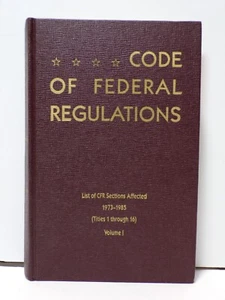 ☆ ☆ ☆ ☆ CODE
OF FEDERAL
REGULATIONS
List of CFR Sections Affected
1973-1985
(Titles 1 through 16)
Volume I